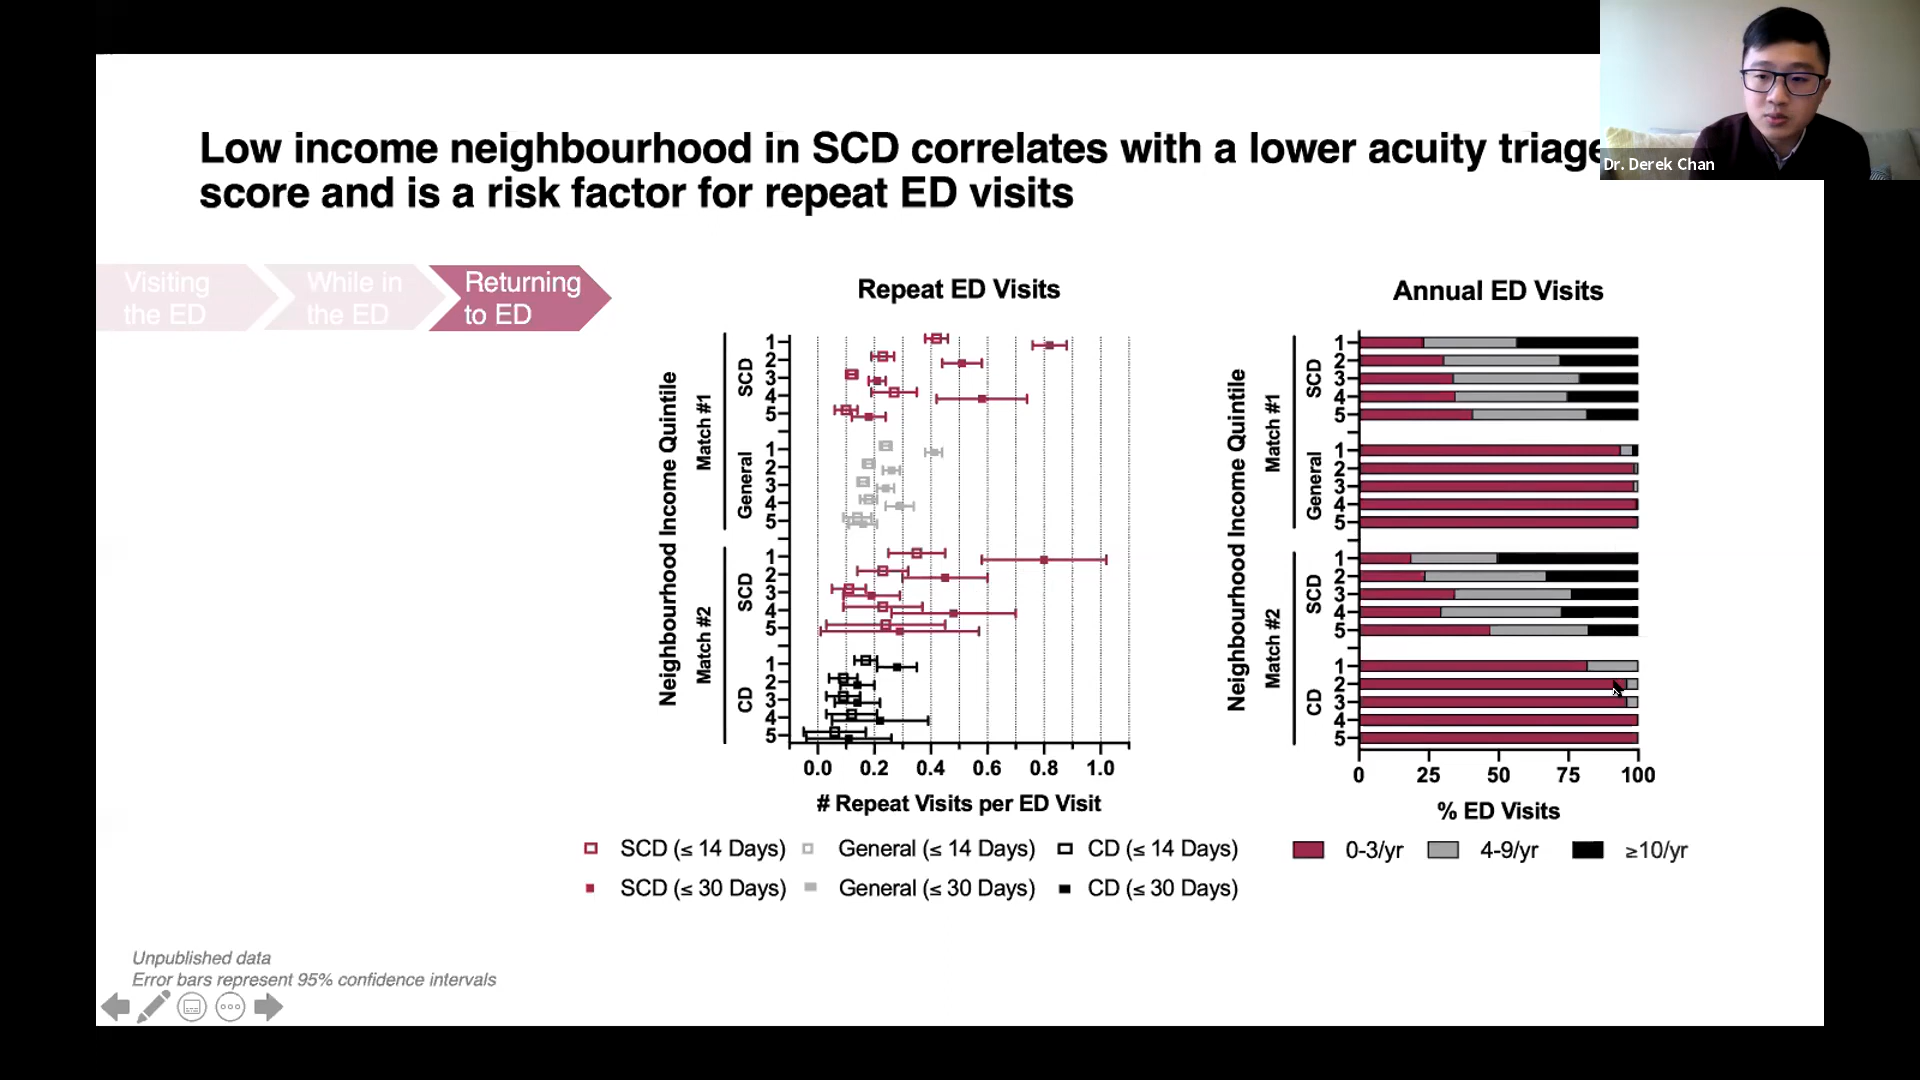 Dr. Derek Chan
Low income neighbourhood in SCD correlates with a lower acuity triage
score and is a risk factor for repeat ED visits
Visiting
the ED
While in
the ED
Returning
to ED
Repeat ED Visits
Neighbourhood Income Quintile
Match #1
SCD
1
2
3
4
5
General
1
2
3
4
5
Match #2
SCD
1
2
3
4
5
CD
1
2
3
4
5
0.0 0.2 0.4 0.6 0.8 1.0
# Repeat Visits per ED Visit
SCD (≤ 14 Days) General (≤ 14 Days) CD (≤ 14 Days)
SCD (≤ 30 Days) General (≤ 30 Days) CD (≤ 30 Days)
Annual ED Visits
Neighbourhood Income Quintile
Match #1
SCD
1
2
3
4
5
General
1
2
3
4
5
Match #2
SCD
1
2
3
4
5
CD
1
2
3
4
5
0 25 50 75 100
% ED Visits
0-3/yr 4-9/yr ≥10/yr
Unpublished data
Error bars represent 95% confidence intervals